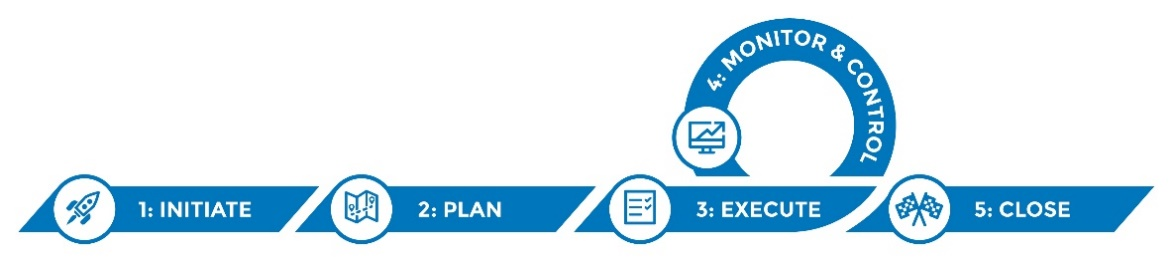 1: INITIATE
2: PLAN
3: EXECUTE
4: MONITOR & CONTROL
5: CLOSE